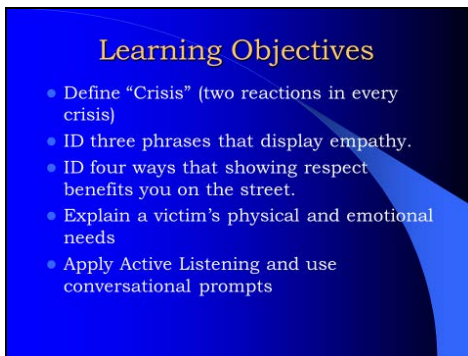 Learning Objectives
Define “Crisis” (two reactions in every
crisis)
ID three phrases that display empathy.
ID four ways that showing respect
benefits you on the street.
Explain a victim’s physical and emotional
needs
Apply Active Listening and use
conversational prompts